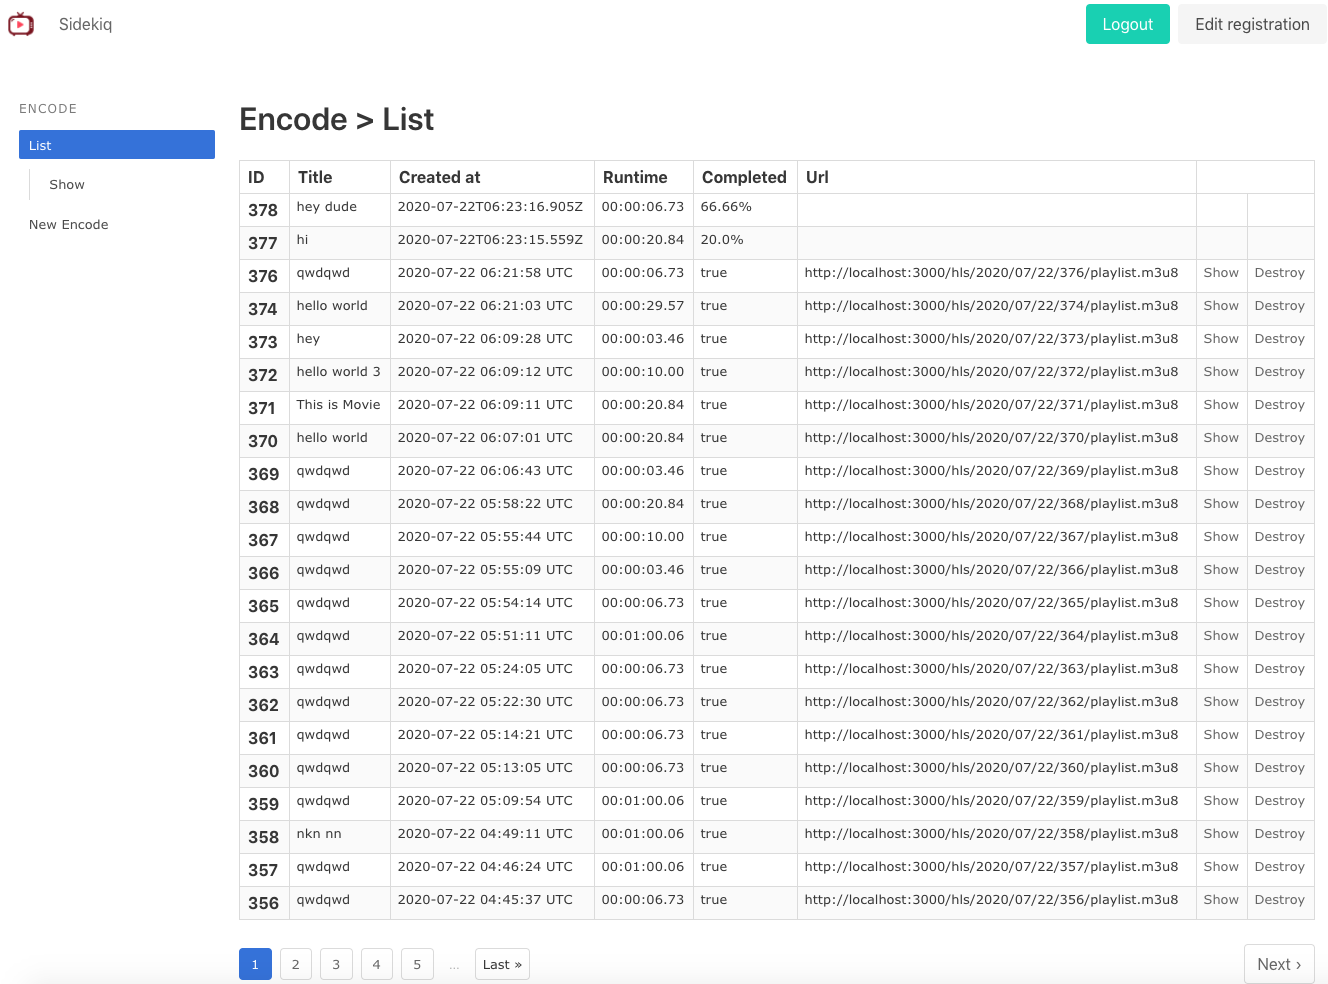 Sidekiq Logout Edit registration
ENCODE
List
Show
New Encode
Encode > List
ID Title Created at Runtime Completed Url
378 hey dude 2020-07-22T06:23:16.905Z 00:00:06.73 66.66%
377 hi 2020-07-22T06:23:15.559Z 00:00:20.84 20.0%
376 qwdqwd 2020-07-22 06:21:58 UTC 00:00:06.73 true http://localhost:3000/hls/2020/07/22/376/playlist.m3u8 Show Destroy
374 hello world 2020-07-22 06:21:03 UTC 00:00:29.57 true http://localhost:3000/hls/2020/07/22/374/playlist.m3u8 Show Destroy
373 hey 2020-07-22 06:09:28 UTC 00:00:03.46 true http://localhost:3000/hls/2020/07/22/373/playlist.m3u8 Show Destroy
372 hello world 3 2020-07-22 06:09:12 UTC 00:00:10.00 true http://localhost:3000/hls/2020/07/22/372/playlist.m3u8 Show Destroy
371 This is Movie 2020-07-22 06:09:11 UTC 00:00:20.84 true http://localhost:3000/hls/2020/07/22/371/playlist.m3u8 Show Destroy
370 hello world 2020-07-22 06:07:01 UTC 00:00:20.84 true http://localhost:3000/hls/2020/07/22/370/playlist.m3u8 Show Destroy
369 qwdqwd 2020-07-22 06:06:43 UTC 00:00:03.46 true http://localhost:3000/hls/2020/07/22/369/playlist.m3u8 Show Destroy
368 qwdqwd 2020-07-22 05:58:22 UTC 00:00:20.84 true http://localhost:3000/hls/2020/07/22/368/playlist.m3u8 Show Destroy
367 qwdqwd 2020-07-22 05:55:44 UTC 00:00:10.00 true http://localhost:3000/hls/2020/07/22/367/playlist.m3u8 Show Destroy
366 qwdqwd 2020-07-22 05:55:09 UTC 00:00:03.46 true http://localhost:3000/hls/2020/07/22/366/playlist.m3u8 Show Destroy
365 qwdqwd 2020-07-22 05:54:14 UTC 00:00:06.73 true http://localhost:3000/hls/2020/07/22/365/playlist.m3u8 Show Destroy
364 qwdqwd 2020-07-22 05:51:11 UTC 00:01:00.06 true http://localhost:3000/hls/2020/07/22/364/playlist.m3u8 Show Destroy
363 qwdqwd 2020-07-22 05:24:05 UTC 00:00:06.73 true http://localhost:3000/hls/2020/07/22/363/playlist.m3u8 Show Destroy
362 qwdqwd 2020-07-22 05:22:30 UTC 00:00:06.73 true http://localhost:3000/hls/2020/07/22/362/playlist.m3u8 Show Destroy
361 qwdqwd 2020-07-22 05:14:21 UTC 00:00:06.73 true http://localhost:3000/hls/2020/07/22/361/playlist.m3u8 Show Destroy
360 qwdqwd 2020-07-22 05:13:05 UTC 00:00:06.73 true http://localhost:3000/hls/2020/07/22/360/playlist.m3u8 Show Destroy
359 qwdqwd 2020-07-22 05:09:54 UTC 00:01:00.06 true http://localhost:3000/hls/2020/07/22/359/playlist.m3u8 Show Destroy
358 nkn nn 2020-07-22 04:49:11 UTC 00:01:00.06 true http://localhost:3000/hls/2020/07/22/358/playlist.m3u8 Show Destroy
357 qwdqwd 2020-07-22 04:46:24 UTC 00:01:00.06 true http://localhost:3000/hls/2020/07/22/357/playlist.m3u8 Show Destroy
356 qwdqwd 2020-07-22 04:45:37 UTC 00:00:06.73 true http://localhost:3000/hls/2020/07/22/356/playlist.m3u8 Show Destroy
1 2 3 4 5 … Last » Next ›